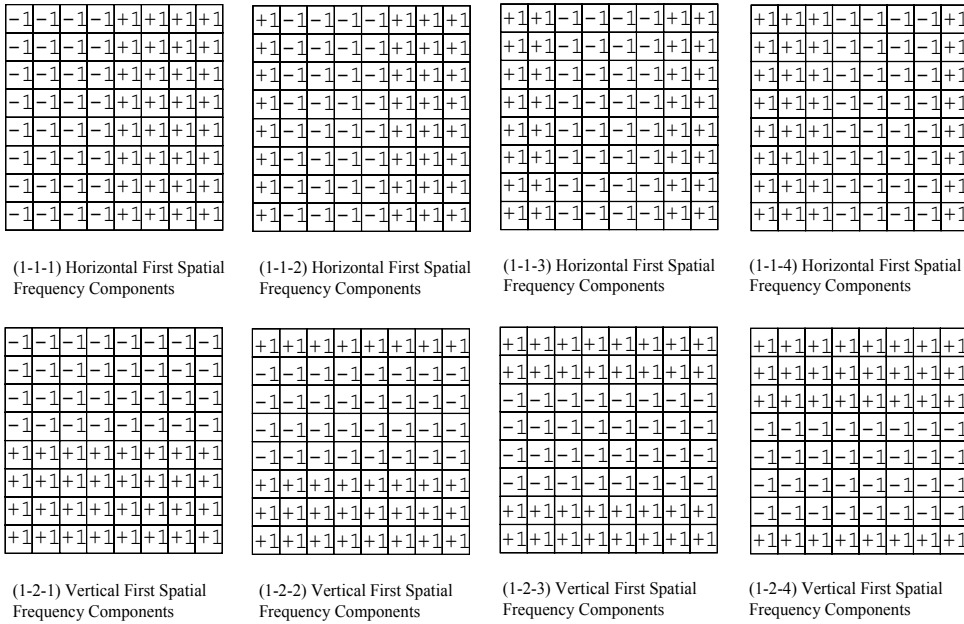 -1 -1 -1 -1 +1 +1 +1 +1
-1 -1 -1 -1 +1 +1 +1 +1
-1 -1 -1 -1 +1 +1 +1 +1
-1 -1 -1 -1 +1 +1 +1 +1
-1 -1 -1 -1 +1 +1 +1 +1
-1 -1 -1 -1 +1 +1 +1 +1
-1 -1 -1 -1 +1 +1 +1 +1
-1 -1 -1 -1 +1 +1 +1 +1
(1-1-1) Horizontal First Spatial
Frequency Components
+1 -1 -1 -1 -1 +1 +1 +1
+1 -1 -1 -1 -1 +1 +1 +1
+1 -1 -1 -1 -1 +1 +1 +1
+1 -1 -1 -1 -1 +1 +1 +1
+1 -1 -1 -1 -1 +1 +1 +1
+1 -1 -1 -1 -1 +1 +1 +1
+1 -1 -1 -1 -1 +1 +1 +1
+1 -1 -1 -1 -1 +1 +1 +1
(1-1-2) Horizontal First Spatial
Frequency Components
+1 +1 -1 -1 -1 -1 +1 +1
+1 +1 -1 -1 -1 -1 +1 +1
+1 +1 -1 -1 -1 -1 +1 +1
+1 +1 -1 -1 -1 -1 +1 +1
+1 +1 -1 -1 -1 -1 +1 +1
+1 +1 -1 -1 -1 -1 +1 +1
+1 +1 -1 -1 -1 -1 +1 +1
+1 +1 -1 -1 -1 -1 +1 +1
(1-1-3) Horizontal First Spatial
Frequency Components
+1 +1 +1 -1 -1 -1 -1 +1
+1 +1 +1 -1 -1 -1 -1 +1
+1 +1 +1 -1 -1 -1 -1 +1
+1 +1 +1 -1 -1 -1 -1 +1
+1 +1 +1 -1 -1 -1 -1 +1
+1 +1 +1 -1 -1 -1 -1 +1
+1 +1 +1 -1 -1 -1 -1 +1
+1 +1 +1 -1 -1 -1 -1 +1
(1-1-4) Horizontal First Spatial
Frequency Components
-1 -1 -1 -1 -1 -1 -1 -1
-1 -1 -1 -1 -1 -1 -1 -1
-1 -1 -1 -1 -1 -1 -1 -1
-1 -1 -1 -1 -1 -1 -1 -1
+1 +1 +1 +1 +1 +1 +1 +1
+1 +1 +1 +1 +1 +1 +1 +1
+1 +1 +1 +1 +1 +1 +1 +1
+1 +1 +1 +1 +1 +1 +1 +1
(1-2-1) Vertical First Spatial
Frequency Components
+1 +1 +1 +1 +1 +1 +1 +1
-1 -1 -1 -1 -1 -1 -1 -1
-1 -1 -1 -1 -1 -1 -1 -1
-1 -1 -1 -1 -1 -1 -1 -1
-1 -1 -1 -1 -1 -1 -1 -1
+1 +1 +1 +1 +1 +1 +1 +1
+1 +1 +1 +1 +1 +1 +1 +1
+1 +1 +1 +1 +1 +1 +1 +1
(1-2-2) Vertical First Spatial
Frequency Components
+1 +1 +1 +1 +1 +1 +1 +1
+1 +1 +1 +1 +1 +1 +1 +1
-1 -1 -1 -1 -1 -1 -1 -1
-1 -1 -1 -1 -1 -1 -1 -1
-1 -1 -1 -1 -1 -1 -1 -1
-1 -1 -1 -1 -1 -1 -1 -1
+1 +1 +1 +1 +1 +1 +1 +1
+1 +1 +1 +1 +1 +1 +1 +1
(1-2-3) Vertical First Spatial
Frequency Components
+1 +1 +1 +1 +1 +1 +1 +1
+1 +1 +1 +1 +1 +1 +1 +1
+1 +1 +1 +1 +1 +1 +1 +1
-1 -1 -1 -1 -1 -1 -1 -1
-1 -1 -1 -1 -1 -1 -1 -1
-1 -1 -1 -1 -1 -1 -1 -1
-1 -1 -1 -1 -1 -1 -1 -1
+1 +1 +1 +1 +1 +1 +1 +1
(1-2-4) Vertical First Spatial
Frequency Components